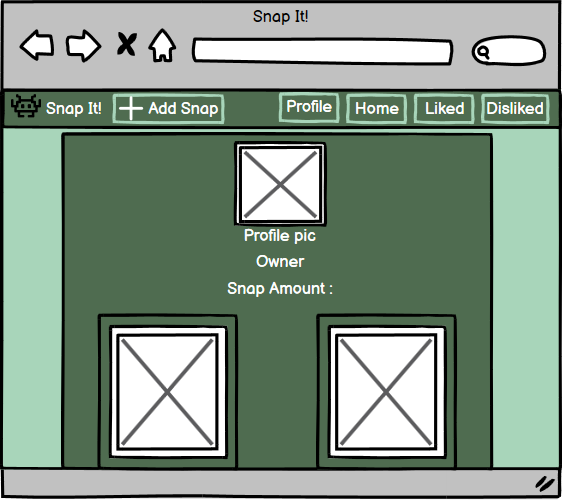 Snap It!
Snap It! Add Snap Profile Home Liked Disliked
Profile pic
Owner
Snap Amount :